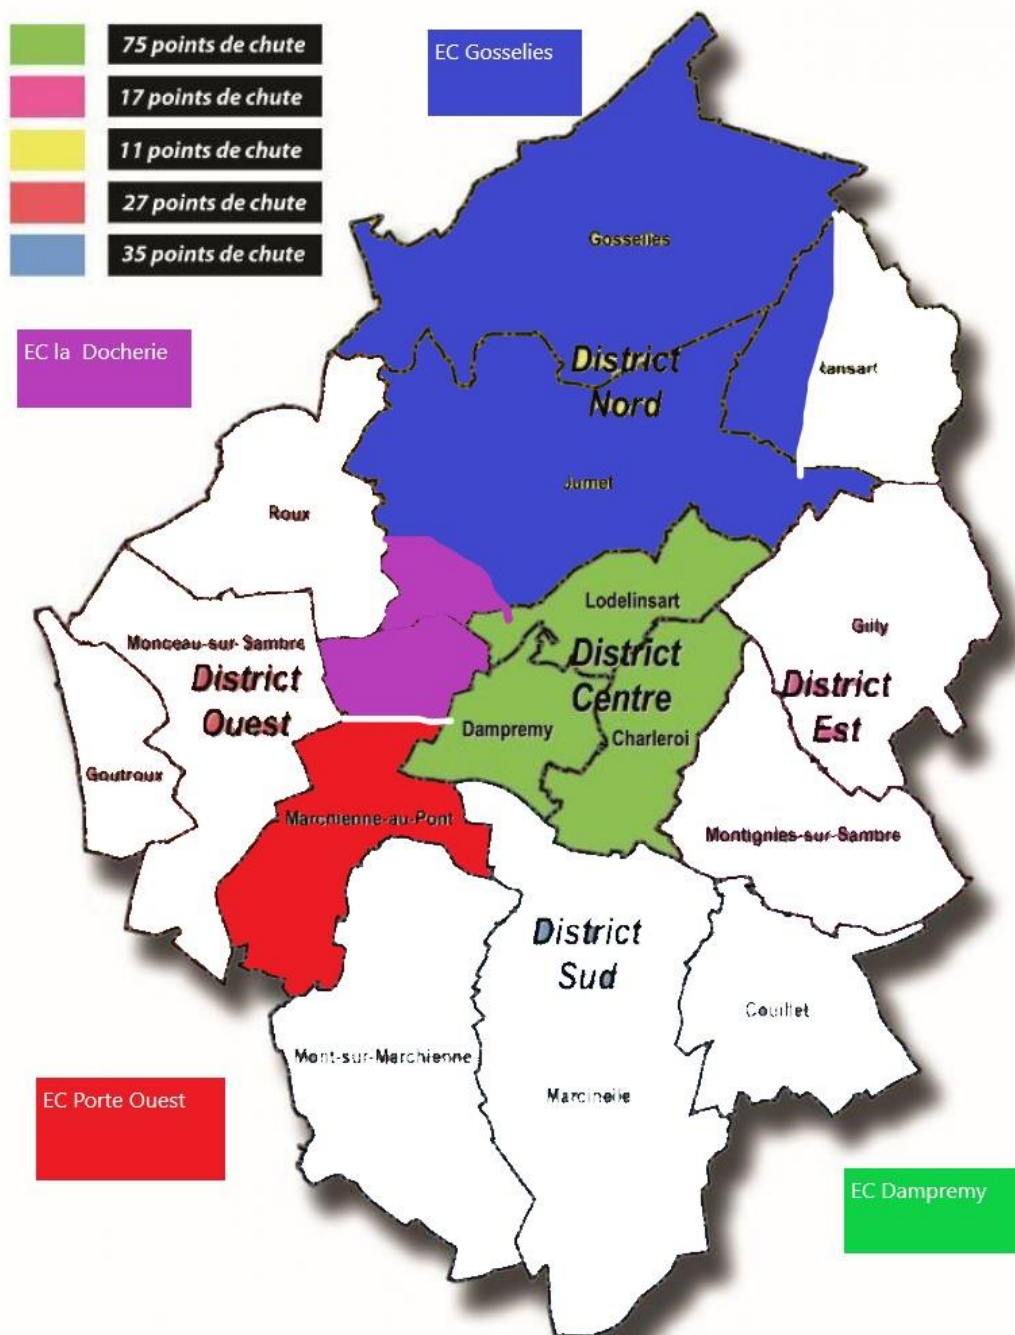 75 points de chute
17 points de chute
11 points de chute
27 points de chute
35 points de chute
EC Gosselies
EC la Docherie
Gosselies
District
Nord
Ransart
Jumet
Roux
Lodelinsart
Gilly
Monceau-sur-Sambre
District
Ouest
District
Centre
District
Est
Dampremy
Charleroi
Goutroux
Marchienne-au-Pont
Montignies-sur-Sambre
District
Sud
Couillet
Mont-sur-Marchienne
Marcinelle
EC Porte Ouest
EC Dampremy